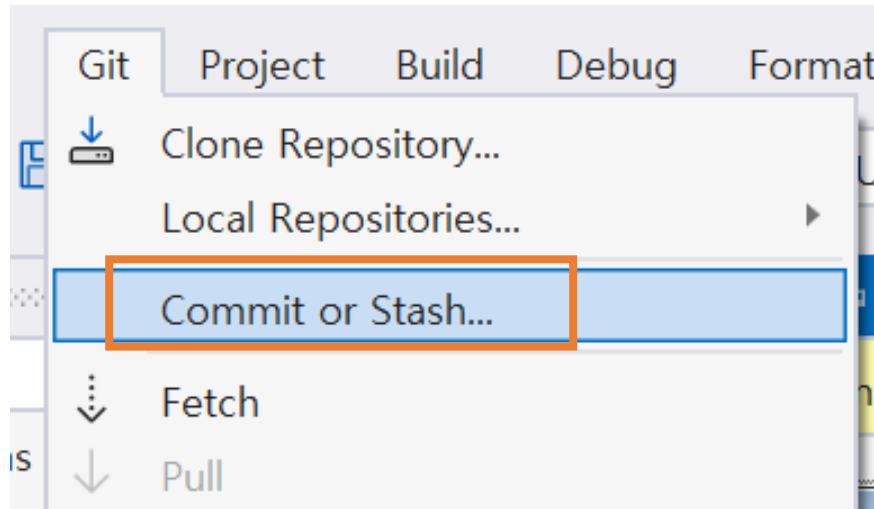 Git Project Build Debug Format
Clone Repository...
Local Repositories...
Commit or Stash...
Fetch
Pull